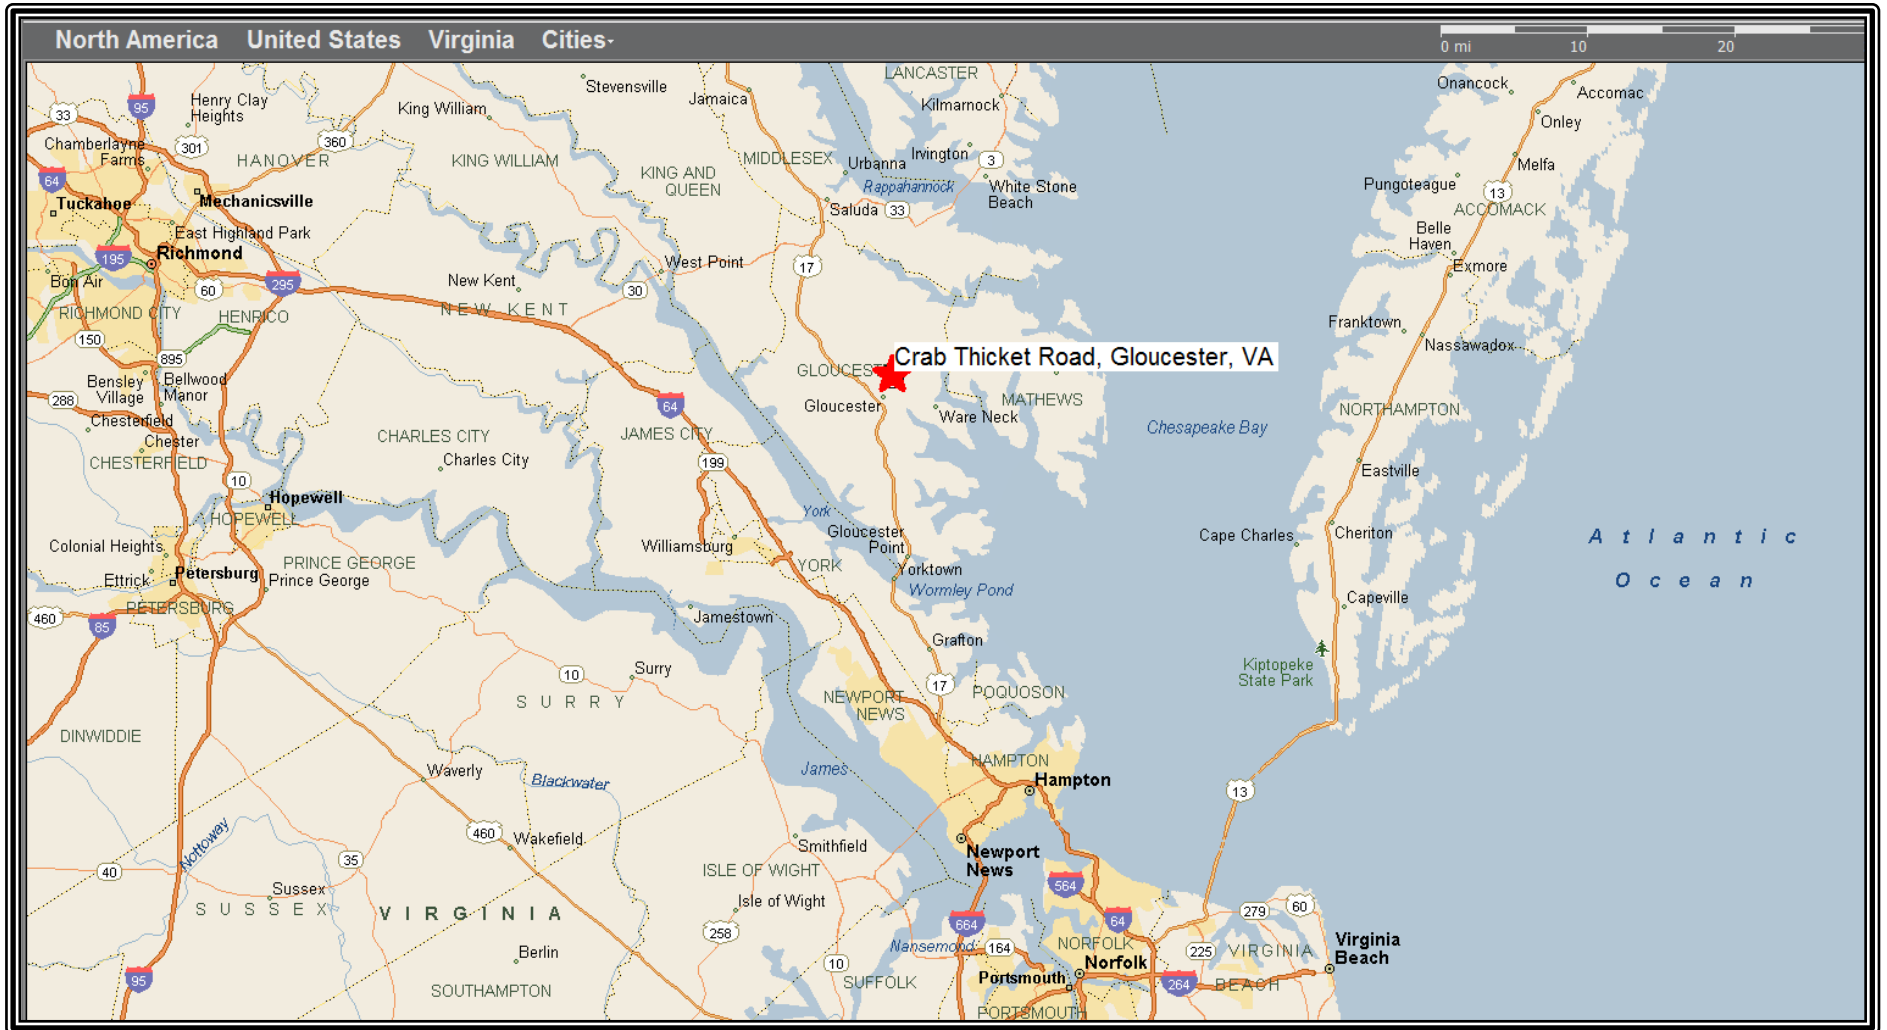 North America United States Virginia Cities-
0 mi 10 20
LANCASTER
Stevensville
Jamaica
Kilmarnock
Onancock
Accomac
Henry Clay
Heights
King William
95
33
Onley
Chamberlayne
Farms
301
360
HANOVER
KING WILLIAM
KING AND
QUEEN
MIDDLESEX
Urbanna
Irvington
3
Melfa
64
Rappahannock
White Stone
Beach
Pungoteague
13
ACCOMACK
Tuckahoe
Mechanicsville
Saluda
33
East Highland Park
Belle
Haven
Richmond
195
West Point
17
Exmore
Bon Air
60
295
New Kent
30
RICHMOND CITY
HENRICO
NEW KENT
Franktown
150
Nassawadox
895
Crab Thicket Road, Gloucester, VA
GLOUCES
Bensley
Village
Bellwood
Manor
288
64
Gloucester
Ware Neck
MATHEWS
NORTHAMPTON
Chesterfield
Chester
CHARLES CITY
JAMES CITY
Chesapeake Bay
CHESTERFIELD
Charles City
199
Eastville
10
Hopewell
HOPEWELL
York
Gloucester
Point
Cape Charles
Cheriton
Atlantic
Ocean
Colonial Heights
Williamsburg
PRINCE GEORGE
YORK
Yorktown
Ettrick
Petersburg
Prince George
Wormley Pond
PETERSBURG
460
85
Jamestown
Capeville
Grafton
Surry
10
SURRY
Kiptopeke
State Park
NEWPORT
NEWS
17
POQUOSON
DINWIDDIE
Waverly
Blackwater
James
HAMPTON
Hampton
13
Nottoway
460
Wakefield
Smithfield
Newport
News
35
40
ISLE OF WIGHT
564
Sussex
SUSSEX
VIRGINIA
Isle of Wight
258
664
64
279
60
Nansemond
164
NORFOLK
225
VIRGINIA
BEACH
Virginia
Beach
Berlin
10
95
SUFFOLK
Portsmouth
Norfolk
264
SOUTHAMPTON
PORTSMOUTH